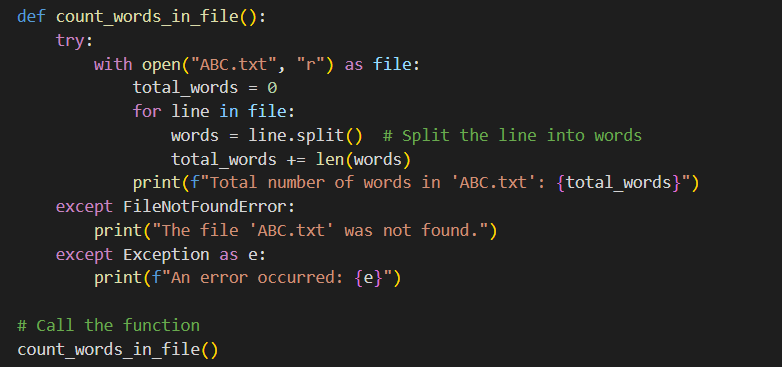 def count_words_in_file():
    try:
        with open("ABC.txt", "r") as file:
            total_words = 0
            for line in file:
                words = line.split()  # Split the line into words
                total_words += len(words)
            print(f"Total number of words in 'ABC.txt': {total_words}")
    except FileNotFoundError:
        print("The file 'ABC.txt' was not found.")
    except Exception as e:
        print(f"An error occurred: {e}")

# Call the function
count_words_in_file()